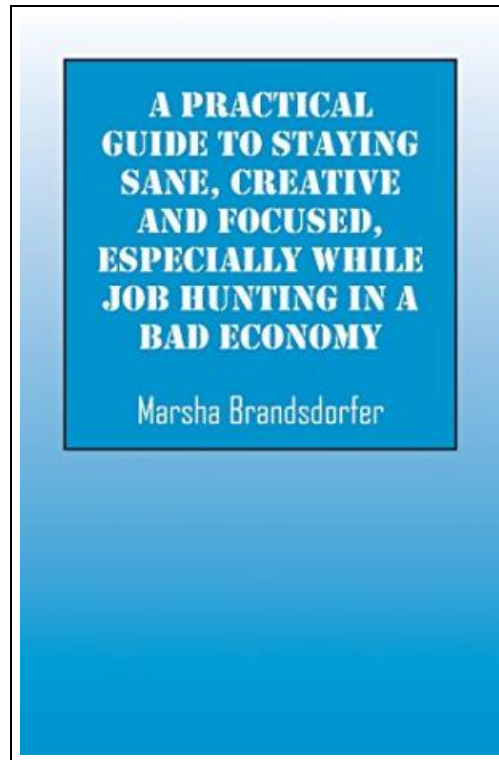 A PRACTICAL
GUIDE TO STAYING
SANE, CREATIVE
AND FOCUSED,
ESPECIALLY WHILE
JOB HUNTING IN A
BAD ECONOMY
Marsha Brandsdorfer